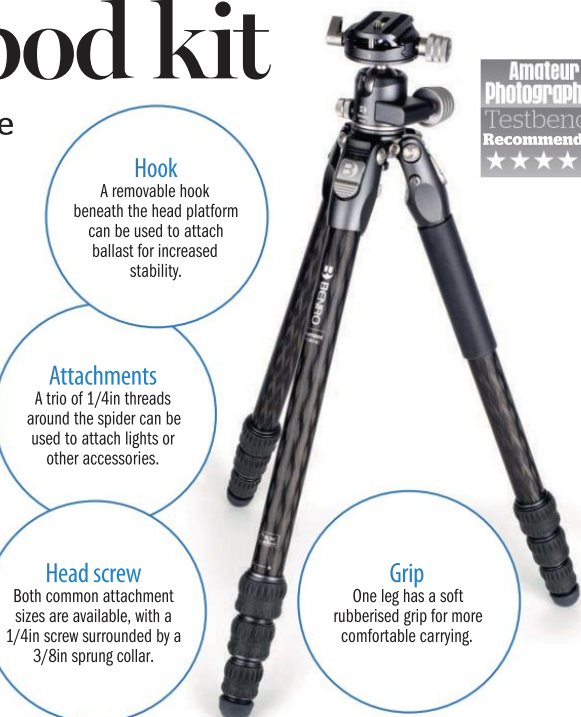 pod kit
e
Amateur
Photograph
Testbenc
Recommend
Hook
A removable hook
beneath the head platform
can be used to attach
ballast for increased
stability.
Attachments
A trio of 1/4in threads
around the spider can be
used to attach lights or
other accessories.
Head screw
Both common attachment
sizes are available, with a
1/4in screw surrounded by a
3/8in sprung collar.
Grip
One leg has a soft
rubberised grip for more
comfortable carrying.
B
BENRO